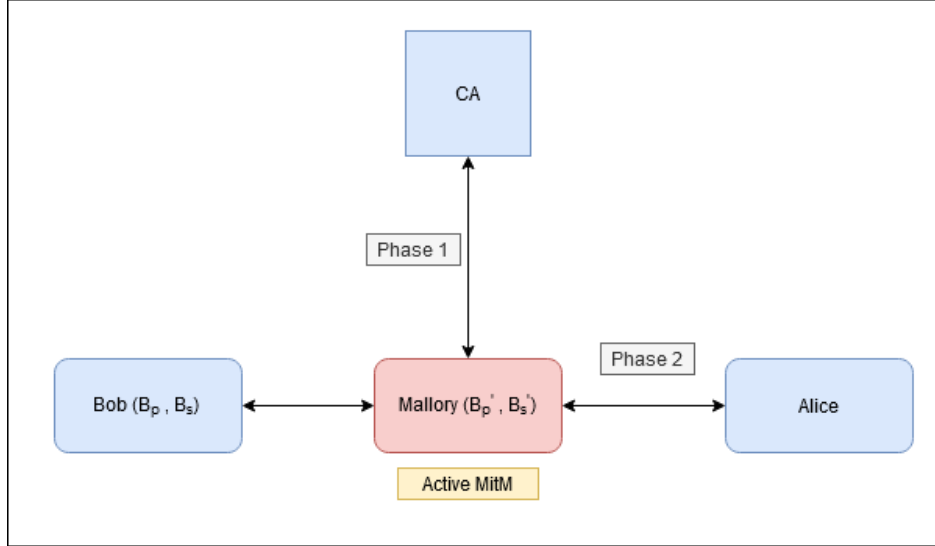 CA
Phase 1
Phase 2
Bob (Bₚ , Bₛ)
Mallory (Bₚ' , Bₛ')
Alice
Active MitM